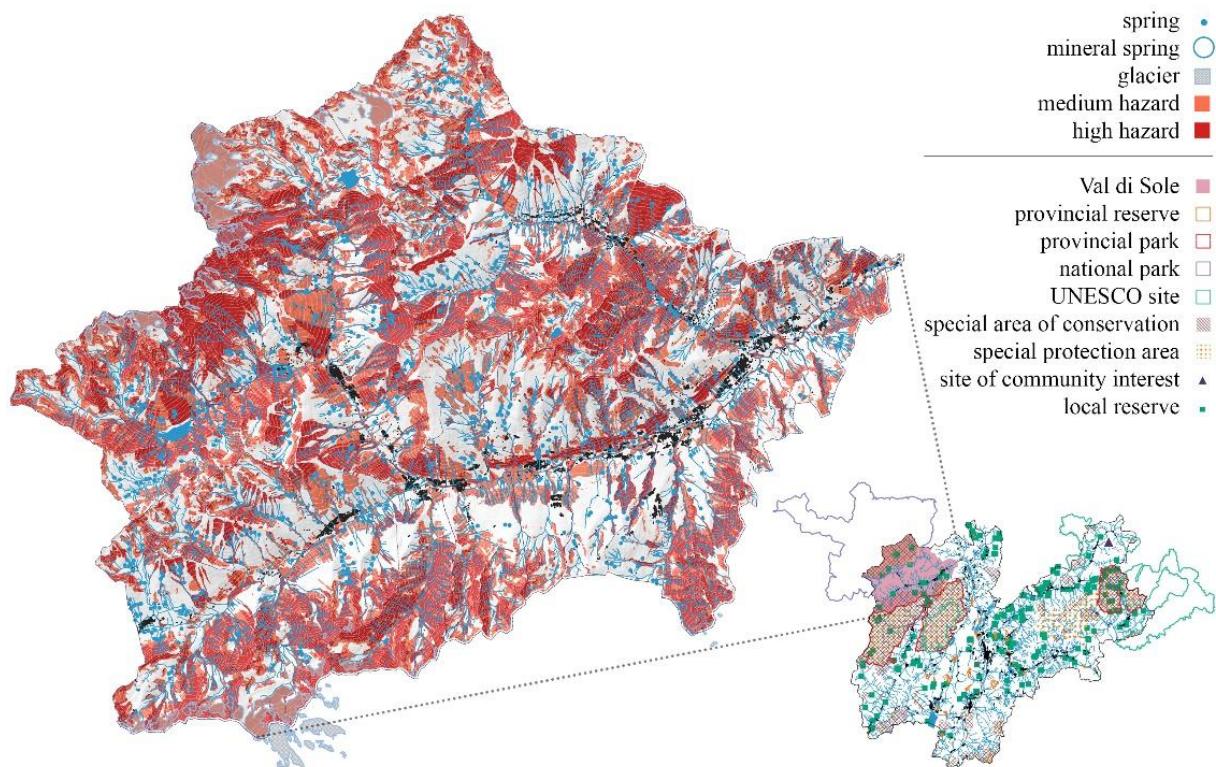 spring
mineral spring
glacier
medium hazard
high hazard
Val di Sole
provincial reserve
provincial park
national park
UNESCO site
special area of conservation
special protection area
site of community interest
local reserve